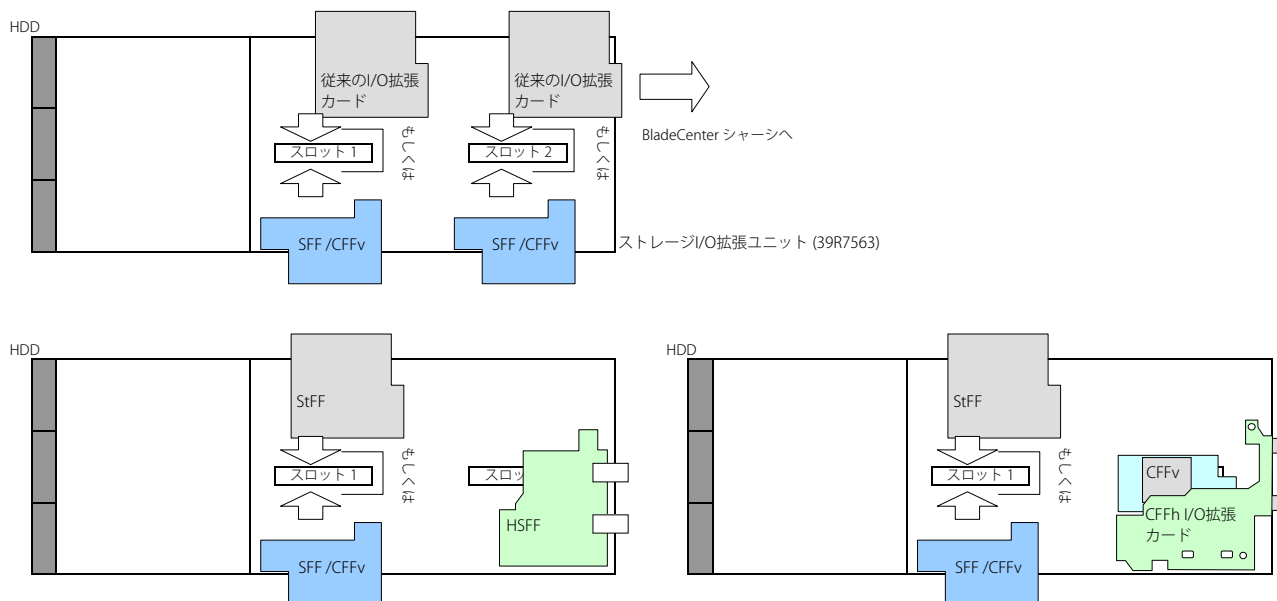 HDD
従来のI/O拡張
カード
従来のI/O拡張
カード
もしくは
もしくは
スロット 1
スロット 2
BladeCenter シャーシへ
SFF /CFFv
SFF /CFFv
ストレージI/O拡張ユニット (39R7563)
HDD
StFF
もしくは
スロット 1
スロッ
HSFF
SFF /CFFv
HDD
StFF
もしくは
スロット 1
CFFv
CFFh I/O拡張
カード
SFF /CFFv